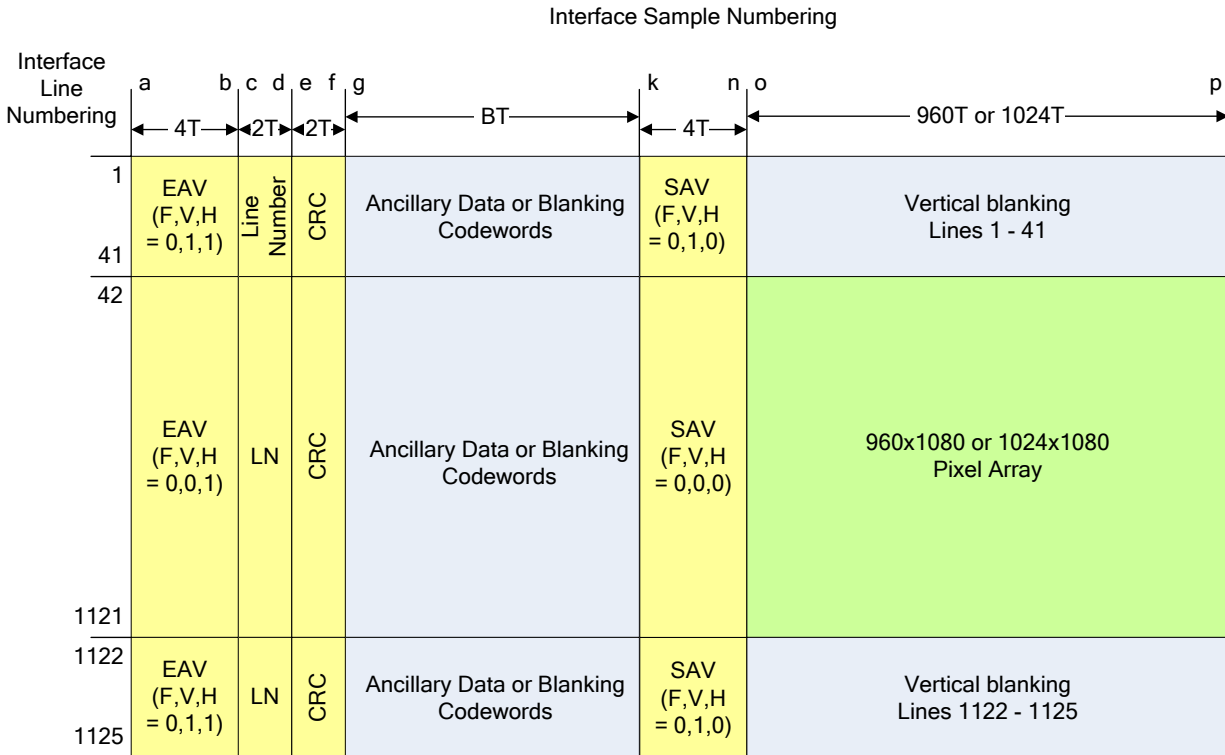 Interface Sample Numbering
Interface
Line
Numbering
a
b
c
d
e
f
g
k
n
o
p
4T
2T
2T
BT
4T
960T or 1024T
1
41
EAV
(F,V,H
= 0,1,1)
Line
Number
CRC
Ancillary Data or Blanking
Codewords
SAV
(F,V,H
= 0,1,0)
Vertical blanking
Lines 1 - 41
42
1121
EAV
(F,V,H
= 0,0,1)
LN
CRC
Ancillary Data or Blanking
Codewords
SAV
(F,V,H
= 0,0,0)
960x1080 or 1024x1080
Pixel Array
1122
1125
EAV
(F,V,H
= 0,1,1)
LN
CRC
Ancillary Data or Blanking
Codewords
SAV
(F,V,H
= 0,1,0)
Vertical blanking
Lines 1122 - 1125